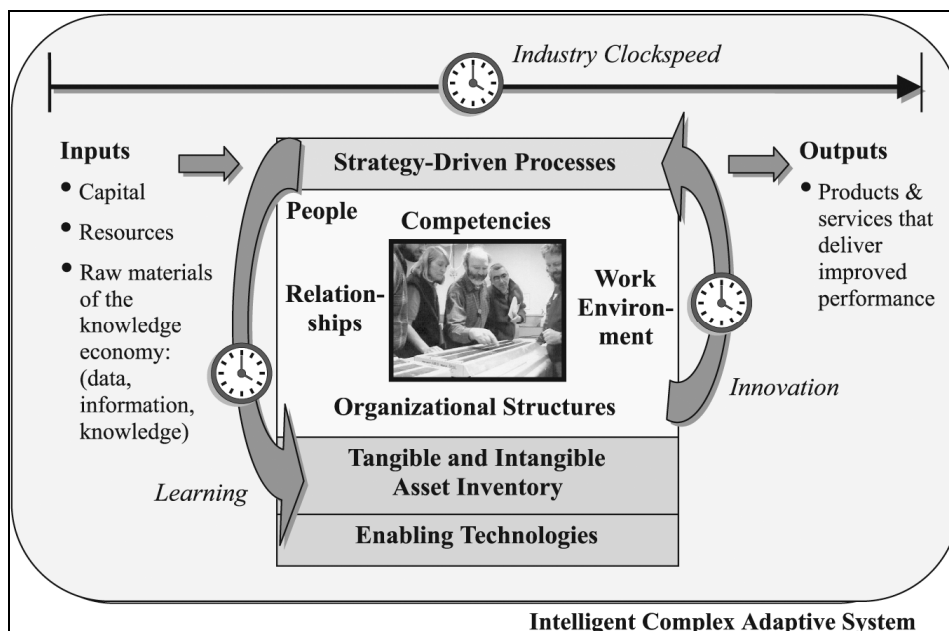 Industry Clockspeed
Inputs
• Capital
• Resources
• Raw materials
of the
knowledge
economy:
(data,
information,
knowledge)
Strategy-Driven Processes
People
Competencies
Relation-
ships
Work
Environ-
ment
Organizational Structures
Tangible and Intangible
Asset Inventory
Enabling Technologies
Learning
Innovation
Outputs
• Products &
services that
deliver
improved
performance
Intelligent Complex Adaptive System